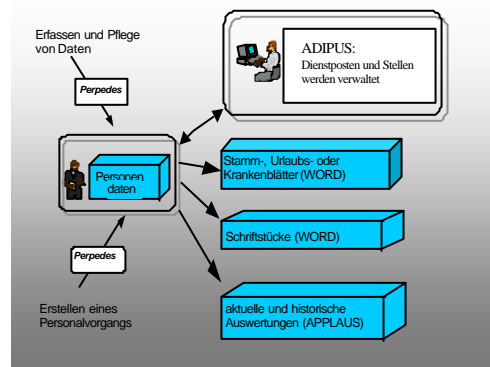 Erfassen und Pflege
von Daten
Perpedes
ADIPUS:
Dienstposten und Stellen
werden verwaltet
Personen
daten
Stamm-, Urlaubs- oder
Krankenblätter (WORD)
Schriftstücke (WORD)
Perpedes
Erstellen eines
Personalvorgangs
aktuelle und historische
Auswertungen (APPLAUS)